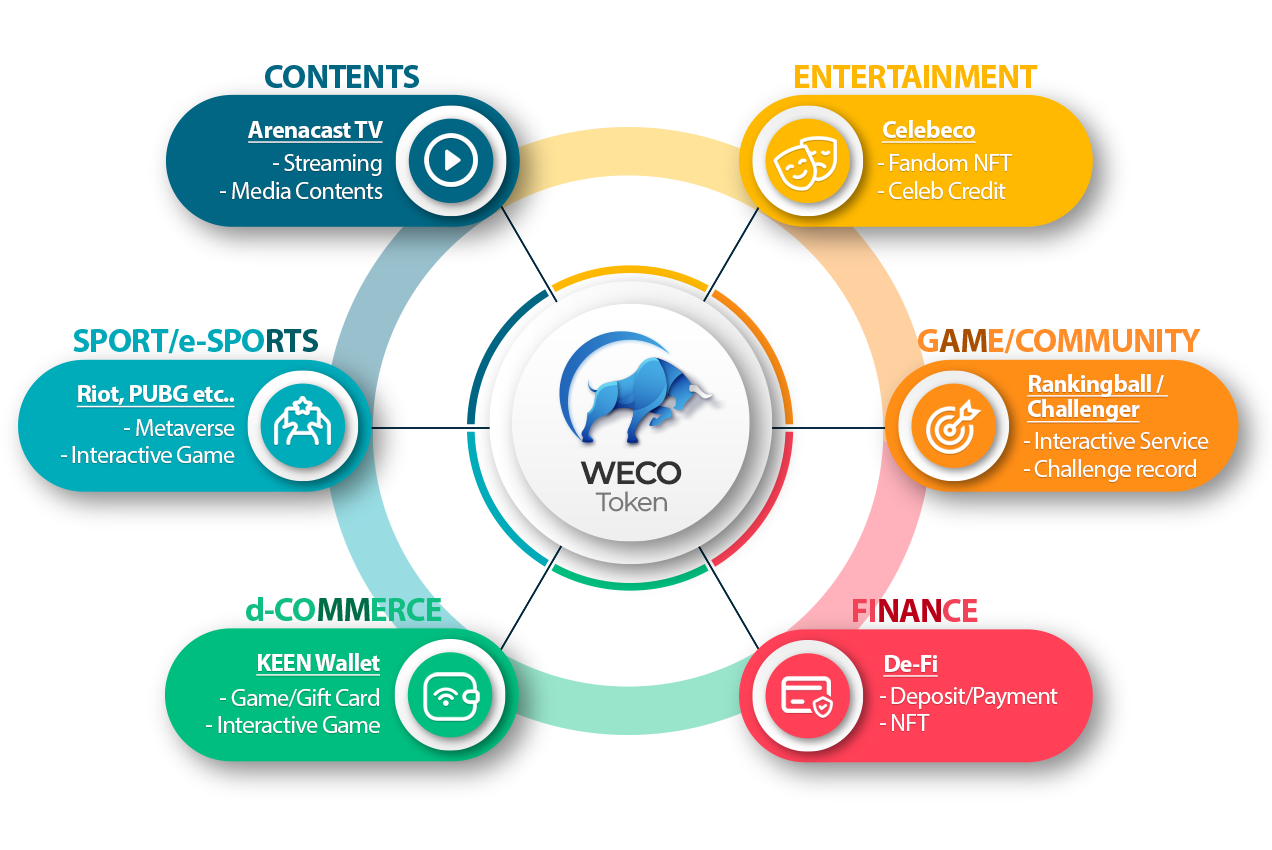 CONTENTS
Arenacast TV
- Streaming
- Media Contents
ENTERTAINMENT
Celebeco
- Fandom NFT
- Celeb Credit
SPORT/e-SPORTS
Riot, PUBG etc..
- Metaverse
- Interactive Game
WECO
Token
GAME/COMMUNITY
Rankingball /
Challenger
- Interactive Service
- Challenge record
d-COMMERCE
KEEN Wallet
- Game/Gift Card
- Interactive Game
FINANCE
De-Fi
- Deposit/Payment
- NFT